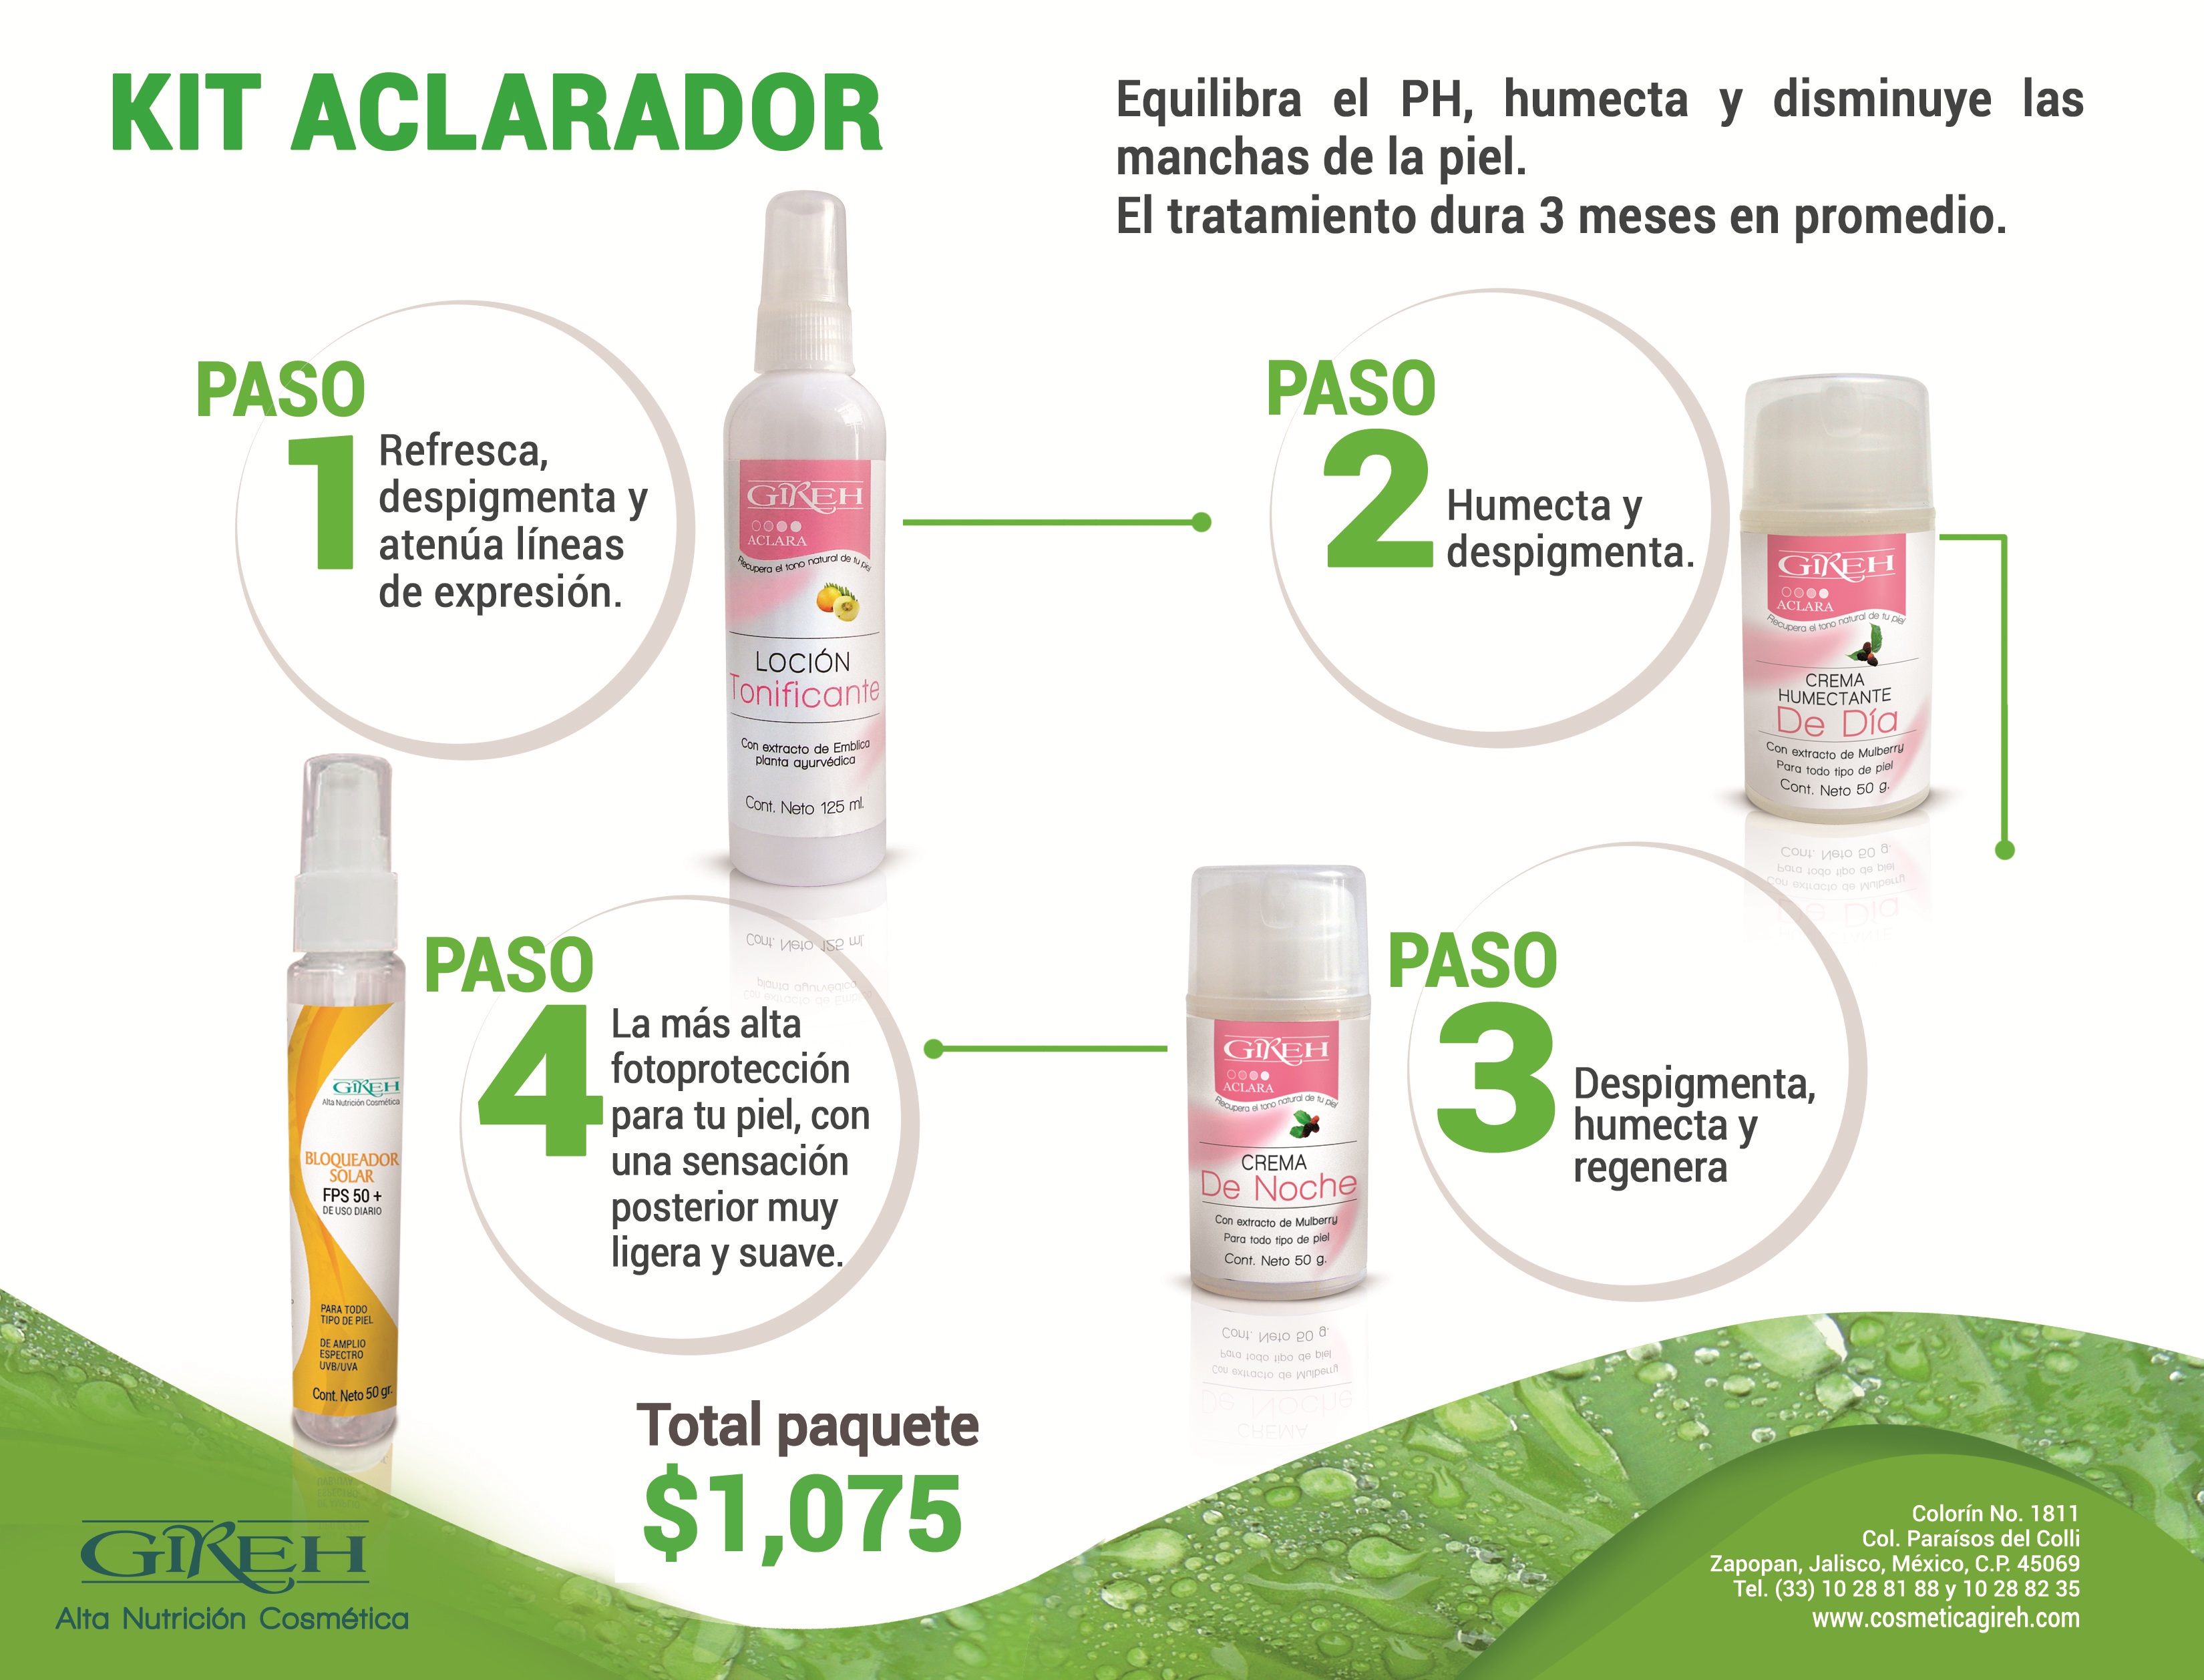 KIT ACLARADOR
Equilibra el PH, humecta y disminuye las
manchas de la piel.
El tratamiento dura 3 meses en promedio.
PASO
1
Refresca,
despigmenta y
atenúa líneas
de expresión.
GIREH
ACLARA
Recupera el tono natural de tu piel
LOCIÓN
Tonificante
Con extracto de Emblica
planta ayurvédica
Cont. Neto 125 ml.
PASO
2
Humecta y
despigmenta.
GIREH
ACLARA
Recupera el tono natural de tu piel
CREMA
HUMECTANTE
De Día
Con extracto de Mulberry
Para todo tipo de piel
Cont. Neto 50 g.
PASO
3
Despigmenta,
humecta y
regenera
GIREH
ACLARA
Recupera el tono natural de tu piel
CREMA
De Noche
Con extracto de Mulberry
Para todo tipo de piel
Cont. Neto 50 g.
PASO
4
La más alta
fotoprotección
para tu piel, con
una sensación
posterior muy
ligera y suave.
GIREH
Alta Nutrición Cosmética
BLOQUEADOR
SOLAR
FPS 50 +
DE USO DIARIO
PARA TODO
TIPO DE PIEL
DE AMPLIO
ESPECTRO
UVB/UVA
Cont. Neto 50 gr.
Total paquete
$1,075
GIREH
Alta Nutrición Cosmética
Colorín No. 1811
Col. Paraísos del Colli
Zapopan, Jalisco, México, C.P. 45069
Tel. (33) 10 28 81 88 y 10 28 82 35
www.cosmeticagireh.com